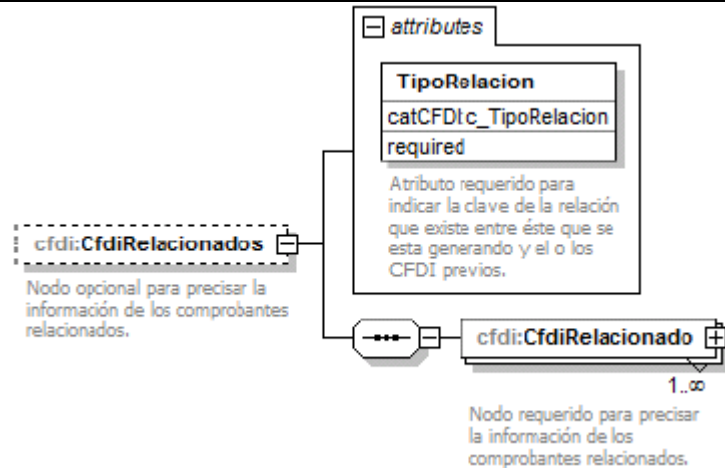 attributes
TipoRelacion
catCFDI:c_TipoRelacion
required
Atributo requerido para
indicar la clave de la relación
que existe entre éste que se
esta generando y el o los
CFDI previos.
cfdi:CfdiRelacionados
Nodo opcional para precisar la
información de los comprobantes
relacionados.
cfdi:CfdiRelacionado
1..∞
Nodo requerido para precisar
la información de los
comprobantes relacionados.